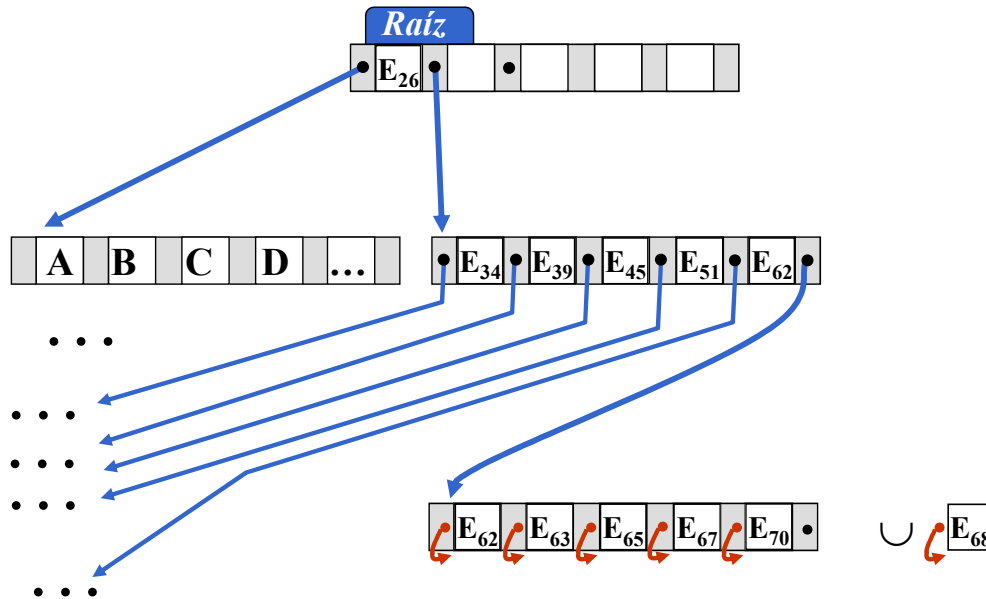 Raíz
E26
A B C D ...
E34 E39 E45 E51 E62
• • •
• • •
• • •
• • •
E62 E63 E65 E67 E70 ∪ E68
• • •